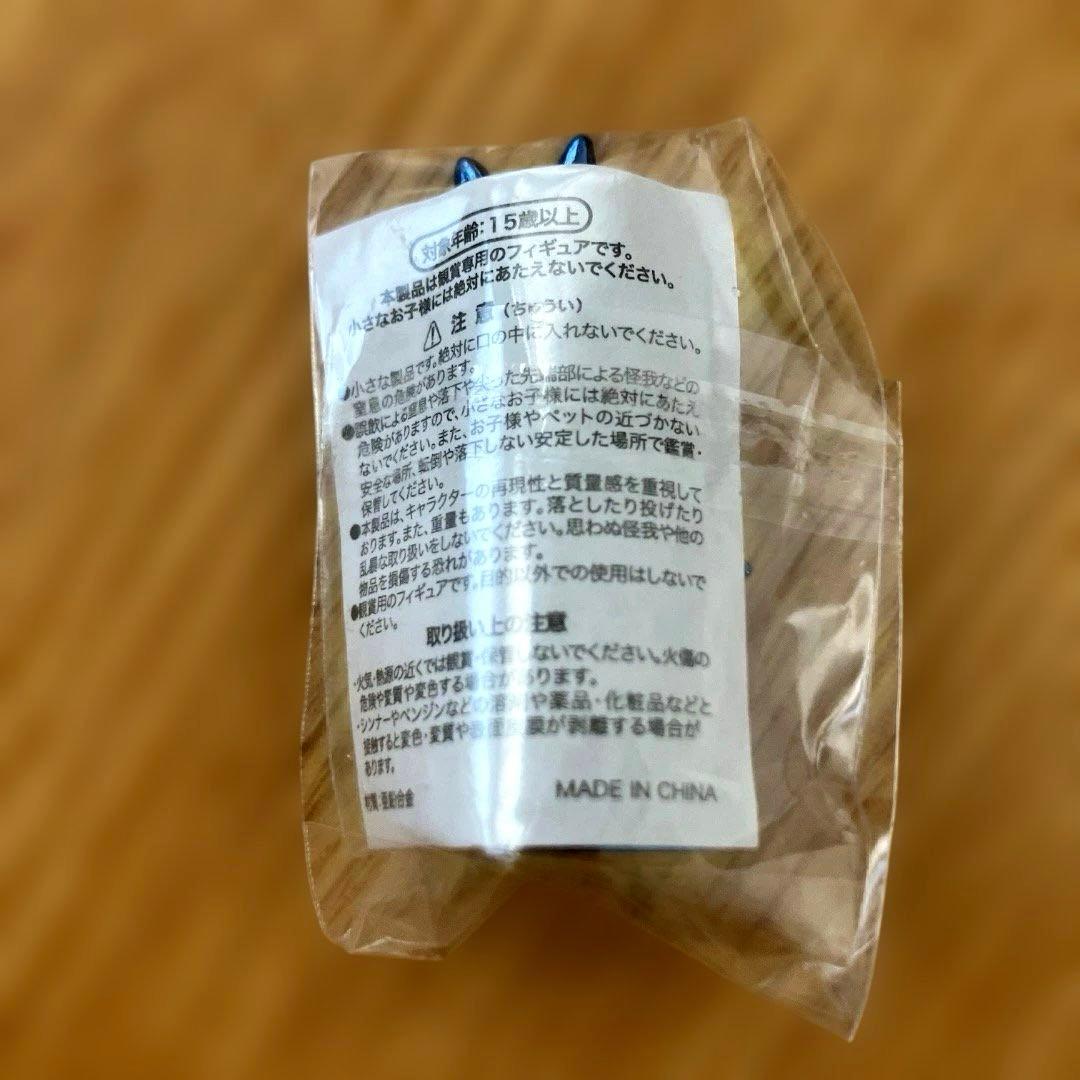 対象年齢:15歳以上
本製品は観賞専用のフィギュアです。
小さなお子様には絶対にあたえないでください。
注意(ちゅうい)
●小さな製品です。絶対に口の中に入れないでください。
窒息の危険があります。
●誤飲による窒息や落下や尖った先端部による怪我などの
危険がありますので、小さなお子様には絶対にあたえ
ないでください。また、お子様やペットの近づかない
安全な場所、転倒や落下しない安定した場所で鑑賞・
保管してください。
●本製品は、キャラクターの再現性と質量感を重視して
おります。また、重量もあります。落としたり投げたり
乱暴な取り扱いをしないでください。思わぬ怪我や他の
物品を損傷する恐れがあります。
●観賞用のフィギュアです。目的以外での使用はしないで
ください。
取り扱い上の注意
・火気・熱源の近くでは観賞・保管しないでください。火傷の
危険や変質や変色する場合があります。
・シンナーやベンジンなどの溶剤や薬品・化粧品などと
接触すると変色・変質や 膜が剥離する場合が
あります。
材質:亜鉛合金
MADE IN CHINA